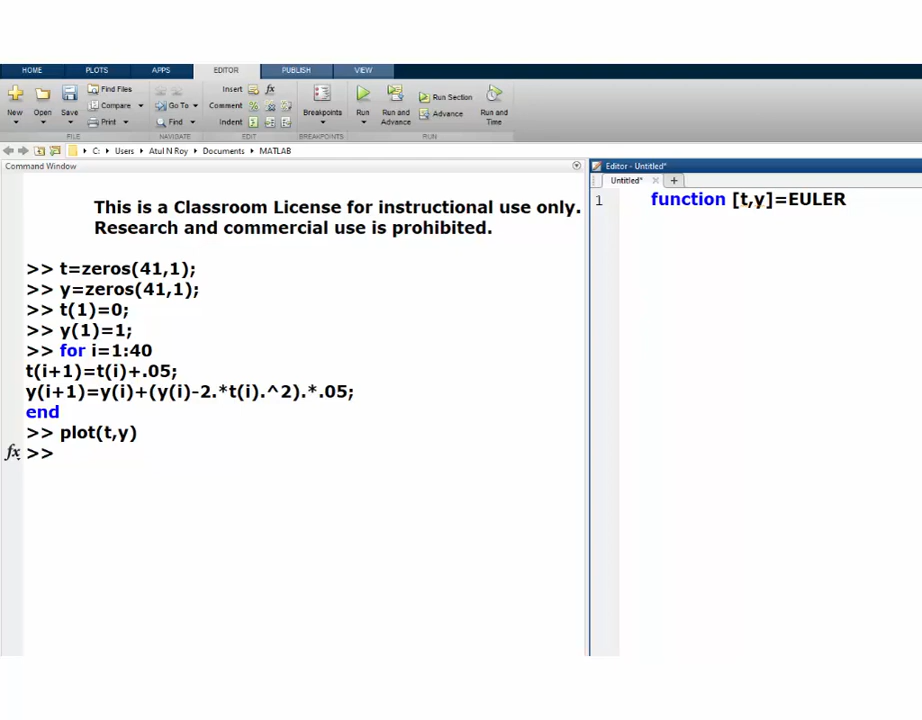 HOME PLOTS APPS EDITOR PUBLISH VIEW
New Open Save Find Files Compare Print Go To Find Insert fx Comment Indent Breakpoints Run Run and Advance Run Section Advance Run and Time
FILE NAVIGATE EDIT BREAKPOINTS RUN
C: Users Atul N Roy Documents MATLAB
Command Window
This is a Classroom License for instructional use only.
Research and commercial use is prohibited.
>> t=zeros(41,1);
>> y=zeros(41,1);
>> t(1)=0;
>> y(1)=1;
>> for i=1:40
t(i+1)=t(i)+.05;
y(i+1)=y(i)+(y(i)-2.*t(i).^2).*.05;
end
>> plot(t,y)
fx >>
Editor - Untitled*
Untitled*
1 function [t,y]=EULER